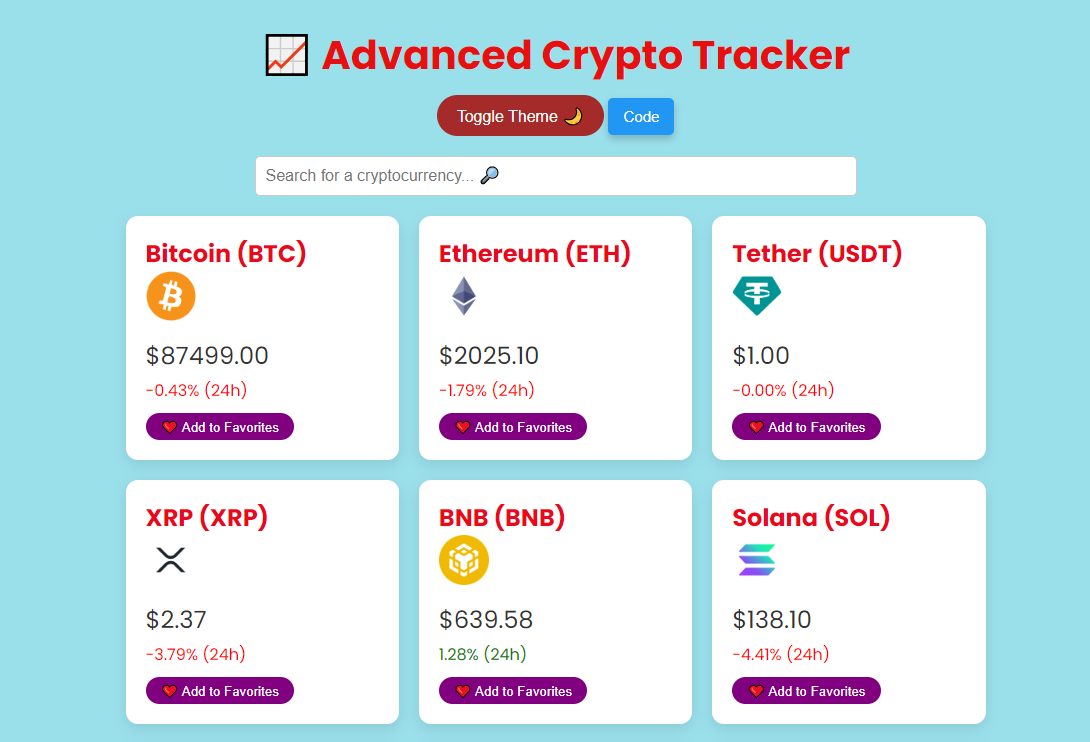 Advanced Crypto Tracker
Toggle Theme 🌙 Code
Search for a cryptocurrency... 🔎
Bitcoin (BTC)
$87499.00
-0.43% (24h)
❤️ Add to Favorites
Ethereum (ETH)
$2025.10
-1.79% (24h)
❤️ Add to Favorites
Tether (USDT)
$1.00
-0.00% (24h)
❤️ Add to Favorites
XRP (XRP)
$2.37
-3.79% (24h)
❤️ Add to Favorites
BNB (BNB)
$639.58
1.28% (24h)
❤️ Add to Favorites
Solana (SOL)
$138.10
-4.41% (24h)
❤️ Add to Favorites